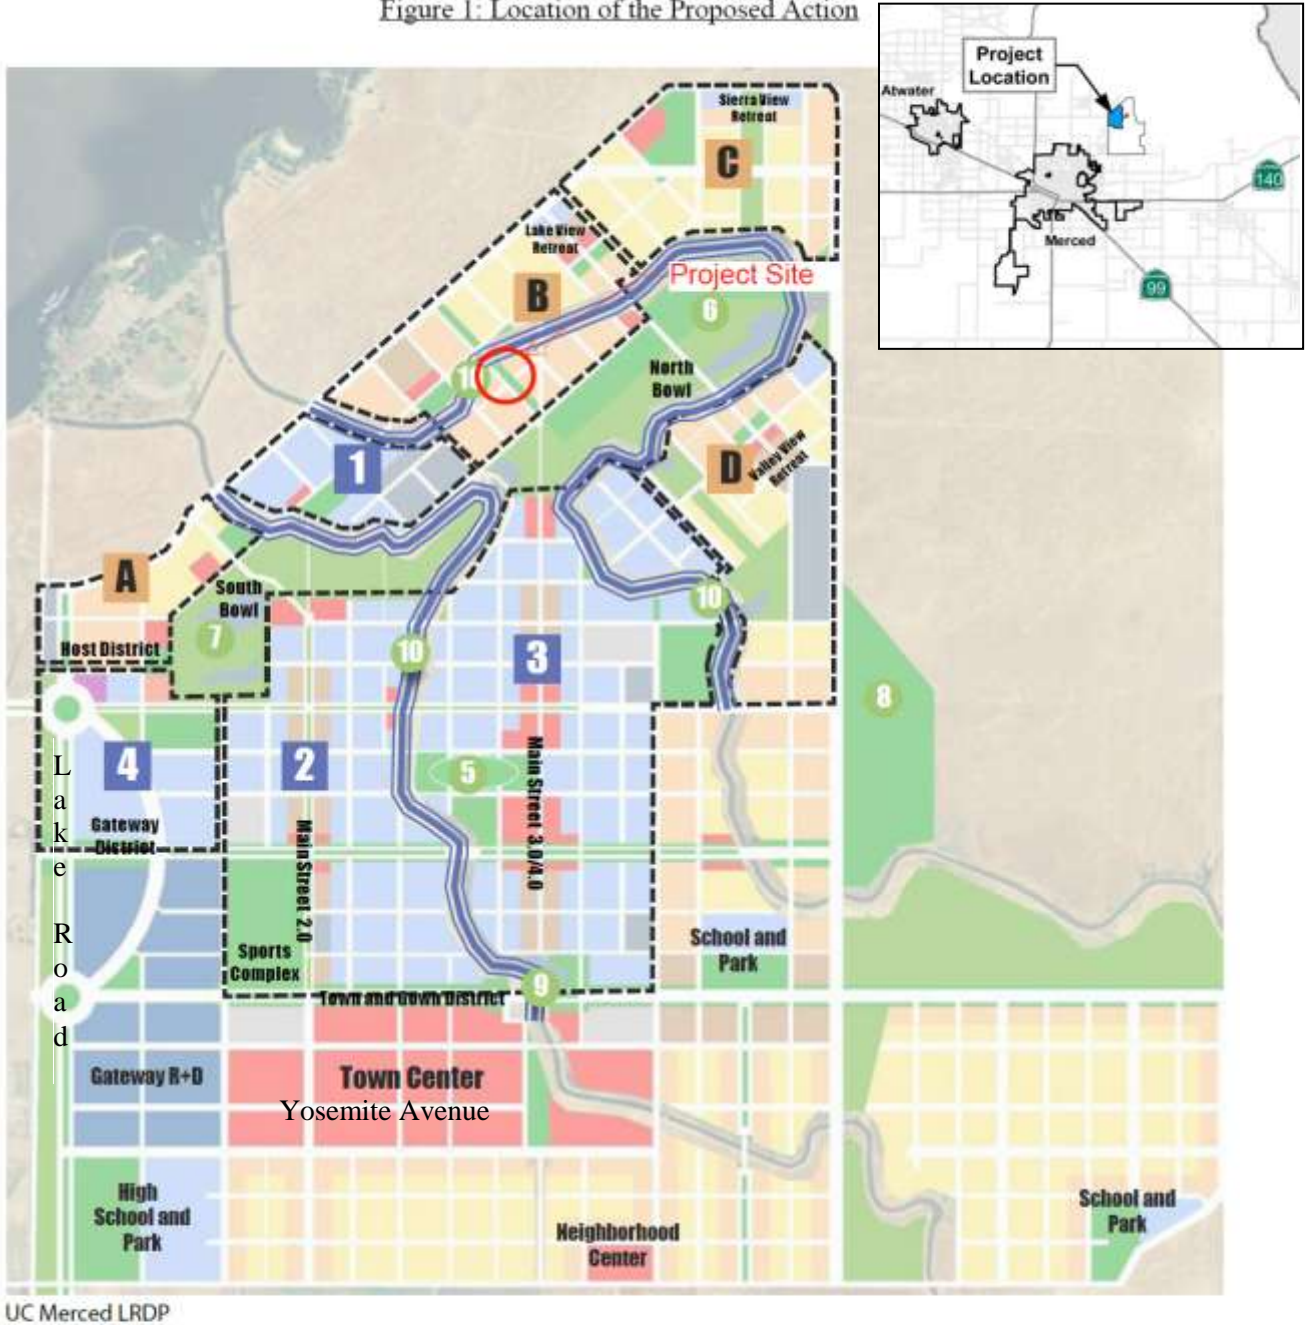 Figure 1: Location of the Proposed Action
Project
Location
Atwater
Merced
140
99
Sierra View
Retreat
C
Lake View
Retreat
B
Project Site
6
North
Bowl
10
1
D
Valley View
Retreat
A
South
Bowl
7
Host District
10
10
3
8
4
2
5
Gateway
District
Main Street 2.0
Main Street 3.0/4.0
Lake Road
Sports
Complex
School and
Park
9
Town and Gown District
Gateway R+D
Town Center
Yosemite Avenue
High
School and
Park
Neighborhood
Center
School and
Park
UC Merced LRDP